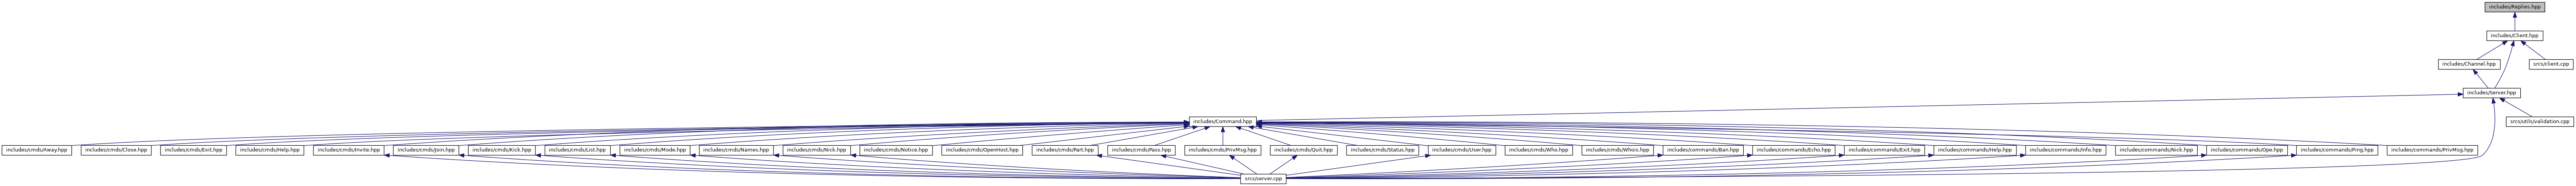 includes/Replies.hpp
includes/Client.hpp
includes/Channel.hpp
srcs/client.cpp
includes/Server.hpp
includes/Command.hpp
srcs/utils/validation.cpp
includes/cmds/Away.hpp
includes/cmds/Close.hpp
includes/cmds/Exit.hpp
includes/cmds/Help.hpp
includes/cmds/Invite.hpp
includes/cmds/Join.hpp
includes/cmds/Kick.hpp
includes/cmds/List.hpp
includes/cmds/Mode.hpp
includes/cmds/Names.hpp
includes/cmds/Nick.hpp
includes/cmds/Notice.hpp
includes/cmds/OpenHost.hpp
includes/cmds/Part.hpp
includes/cmds/Pass.hpp
includes/cmds/PrivMsg.hpp
includes/cmds/Quit.hpp
includes/cmds/Status.hpp
includes/cmds/User.hpp
includes/cmds/Who.hpp
includes/cmds/Whois.hpp
includes/commands/Ban.hpp
includes/commands/Echo.hpp
includes/commands/Exit.hpp
includes/commands/Help.hpp
includes/commands/Info.hpp
includes/commands/Nick.hpp
includes/commands/Ope.hpp
includes/commands/Ping.hpp
includes/commands/PrivMsg.hpp
srcs/server.cpp